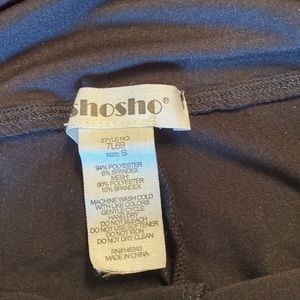 shosho®
STYLE NO:
7L69
SIZE: S
94% POLYESTER
6% SPANDEX
MESH:
90% POLYESTER
10% SPANDEX
MACHINE WASH COLD
WITH LIKE COLORS
GENTLE CYCLE
HANG DRY
DO NOT BLEACH
DO NOT USE SOFTENER
DO NOT IRON
DO NOT DRY CLEAN
RN#146343
MADE IN CHINA